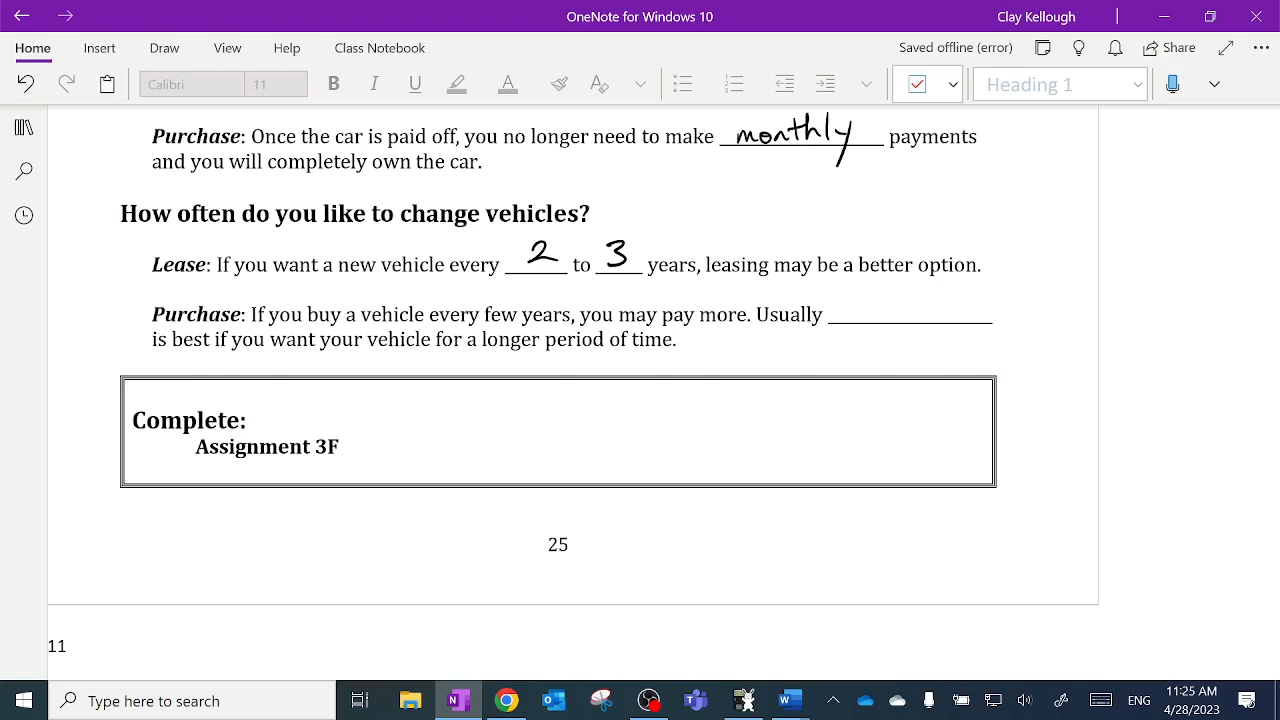 OneNote for Windows 10
Clay Kellough
Home Insert Draw View Help Class Notebook
Saved offline (error) Share
Calibri 11 B I U A Heading 1
Purchase: Once the car is paid off, you no longer need to make monthly payments
and you will completely own the car.
How often do you like to change vehicles?
Lease: If you want a new vehicle every 2 to 3 years, leasing may be a better option.
Purchase: If you buy a vehicle every few years, you may pay more. Usually ________________
is best if you want your vehicle for a longer period of time.
Complete:
Assignment 3F
25
11
Type here to search
ENG
11:25 AM
4/28/2023